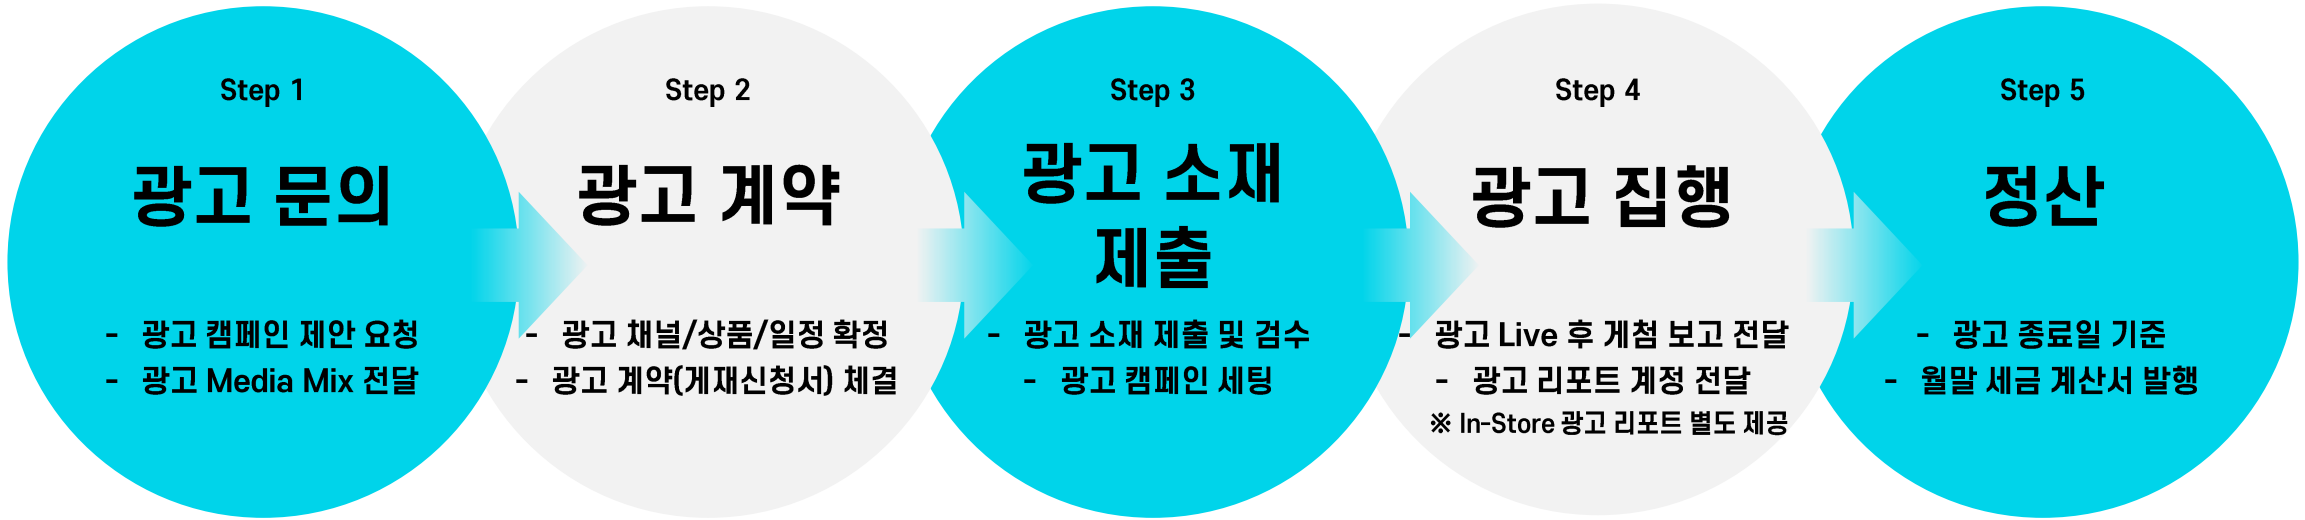 Step 1
광고 문의
- 광고 캠페인 제안 요청
- 광고 Media Mix 전달
Step 2
광고 계약
- 광고 채널/상품/일정 확정
- 광고 계약(게재신청서) 체결
Step 3
광고 소재
제출
- 광고 소재 제출 및 검수
- 광고 캠페인 세팅
Step 4
광고 집행
- 광고 Live 후 게첨 보고 전달
- 광고 리포트 계정 전달
※ In-Store 광고 리포트 별도 제공
Step 5
정산
- 광고 종료일 기준
- 월말 세금 계산서 발행